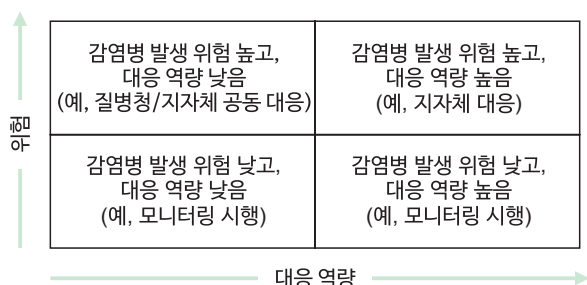 위험
감염병 발생 위험 높고,
대응 역량 낮음
(예, 질병청/지자체 공동 대응)
감염병 발생 위험 높고,
대응 역량 높음
(예, 지자체 대응)
감염병 발생 위험 낮고,
대응 역량 낮음
(예, 모니터링 시행)
감염병 발생 위험 낮고,
대응 역량 높음
(예, 모니터링 시행)
대응 역량